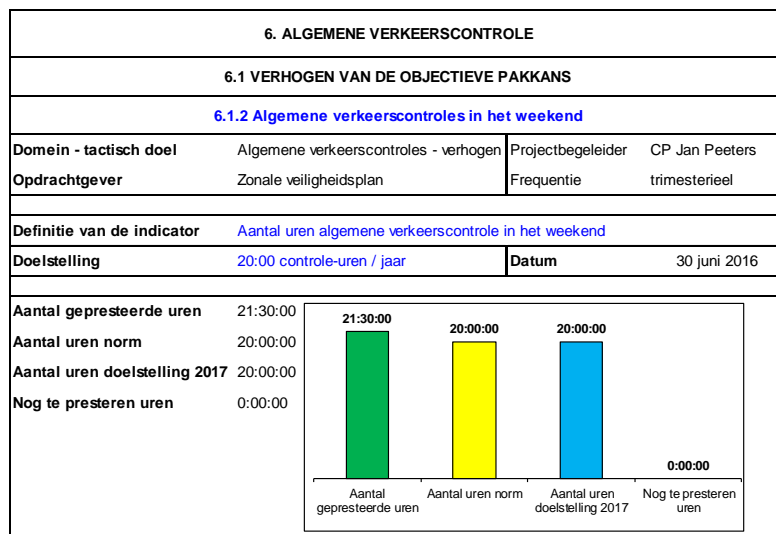 6. ALGEMENE VERKEERSCONTROLE
6.1 VERHOGEN VAN DE OBJECTIEVE PAKKANS
6.1.2 Algemene verkeerscontroles in het weekend
Domein - tactisch doel Algemene verkeerscontroles - verhogen Projectbegeleider CP Jan Peeters
Opdrachtgever Zonale veiligheidsplan Frequentie trimesterieel
Definitie van de indicator Aantal uren algemene verkeerscontrole in het weekend
Doelstelling 20:00 controle-uren / jaar Datum 30 juni 2016
Aantal gepresteerde uren 21:30:00
Aantal uren norm 20:00:00
Aantal uren doelstelling 2017 20:00:00
Nog te presteren uren 0:00:00
21:30:00 20:00:00 20:00:00 0:00:00
Aantal gepresteerde uren
Aantal uren norm
Aantal uren doelstelling 2017
Nog te presteren uren